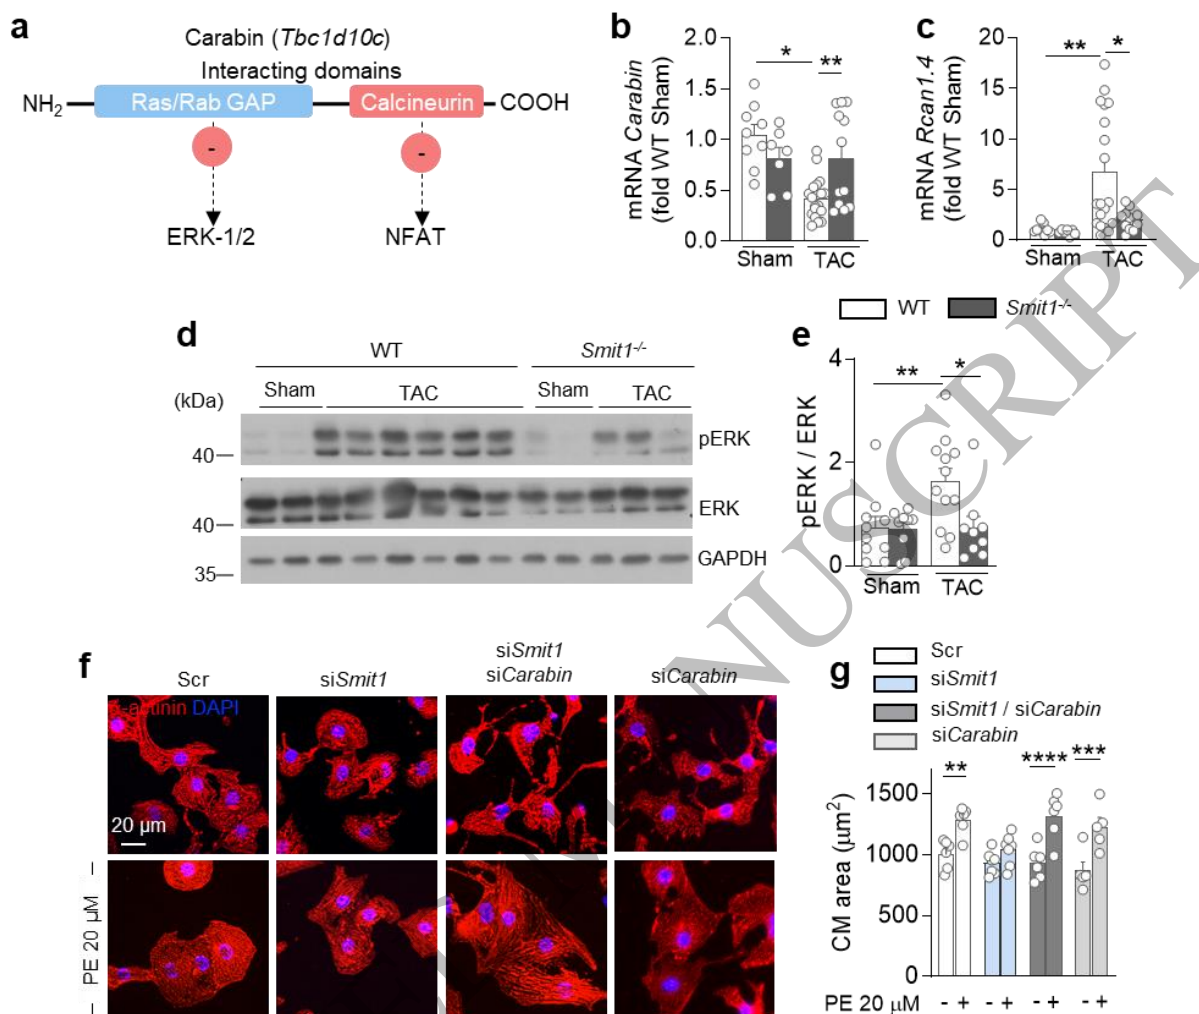 a
Carabin (Tbc1d10c)
Interacting domains
NH2
Ras/Rab GAP
Calcineurin
COOH
-
-
ERK-1/2
NFAT
b
mRNA Carabin
(fold WT Sham)
2.0
1.5
1.0
0.5
0.0
*
**
Sham
TAC
c
mRNA Rcan1.4
(fold WT Sham)
20
15
10
5
0
**
*
Sham
TAC
WT
Smit1-/-
d
WT
Smit1-/-
Sham
TAC
Sham
TAC
(kDa)
40
pERK
40
ERK
35
GAPDH
e
pERK / ERK
4
2
0
**
*
Sham
TAC
f
Scr
siSmit1
siSmit1
siCarabin
siCarabin
-actinin DAPI
20 µm
–
PE 20 µM
–
g
Scr
siSmit1
siSmit1 / siCarabin
siCarabin
CM area (µm2)
1500
1000
500
0
**
****
***
PE 20 µM
- + - + - + - +
NUSCRIPT